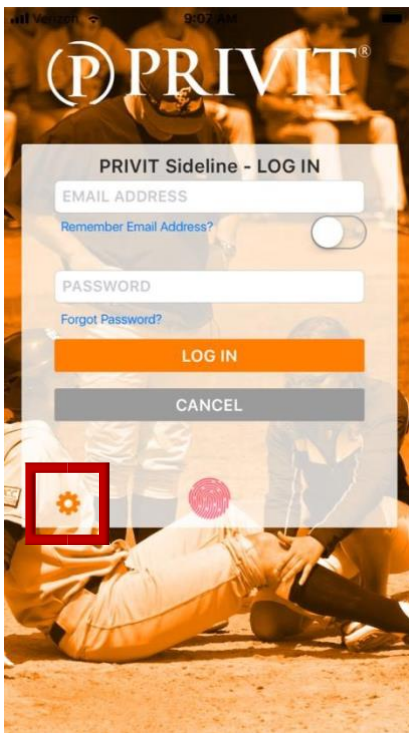 Verizon 9:07 AM
(P) PRIVIT®
PRIVIT Sideline - LOG IN
EMAIL ADDRESS
Remember Email Address?
PASSWORD
Forgot Password?
LOG IN
CANCEL